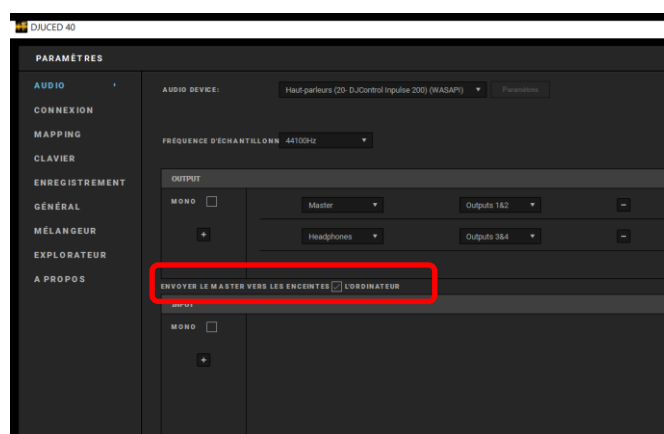 DJUCED 40
PARAMÈTRES
AUDIO
AUDIO DEVICE: Haut-parleurs (20- DJControl Inpulse 200) (WASAPI) Paramètres
CONNEXION
MAPPING
FRÉQUENCE D'ÉCHANTILLONN 44100Hz
CLAVIER
ENREGISTREMENT
OUTPUT
GÉNÉRAL
MONO Master Outputs 1&2 -
MÉLANGEUR
+ Headphones Outputs 3&4 -
EXPLORATEUR
A PROPOS
ENVOYER LE MASTER VERS LES ENCEINTES L'ORDINATEUR
INPUT
MONO
+